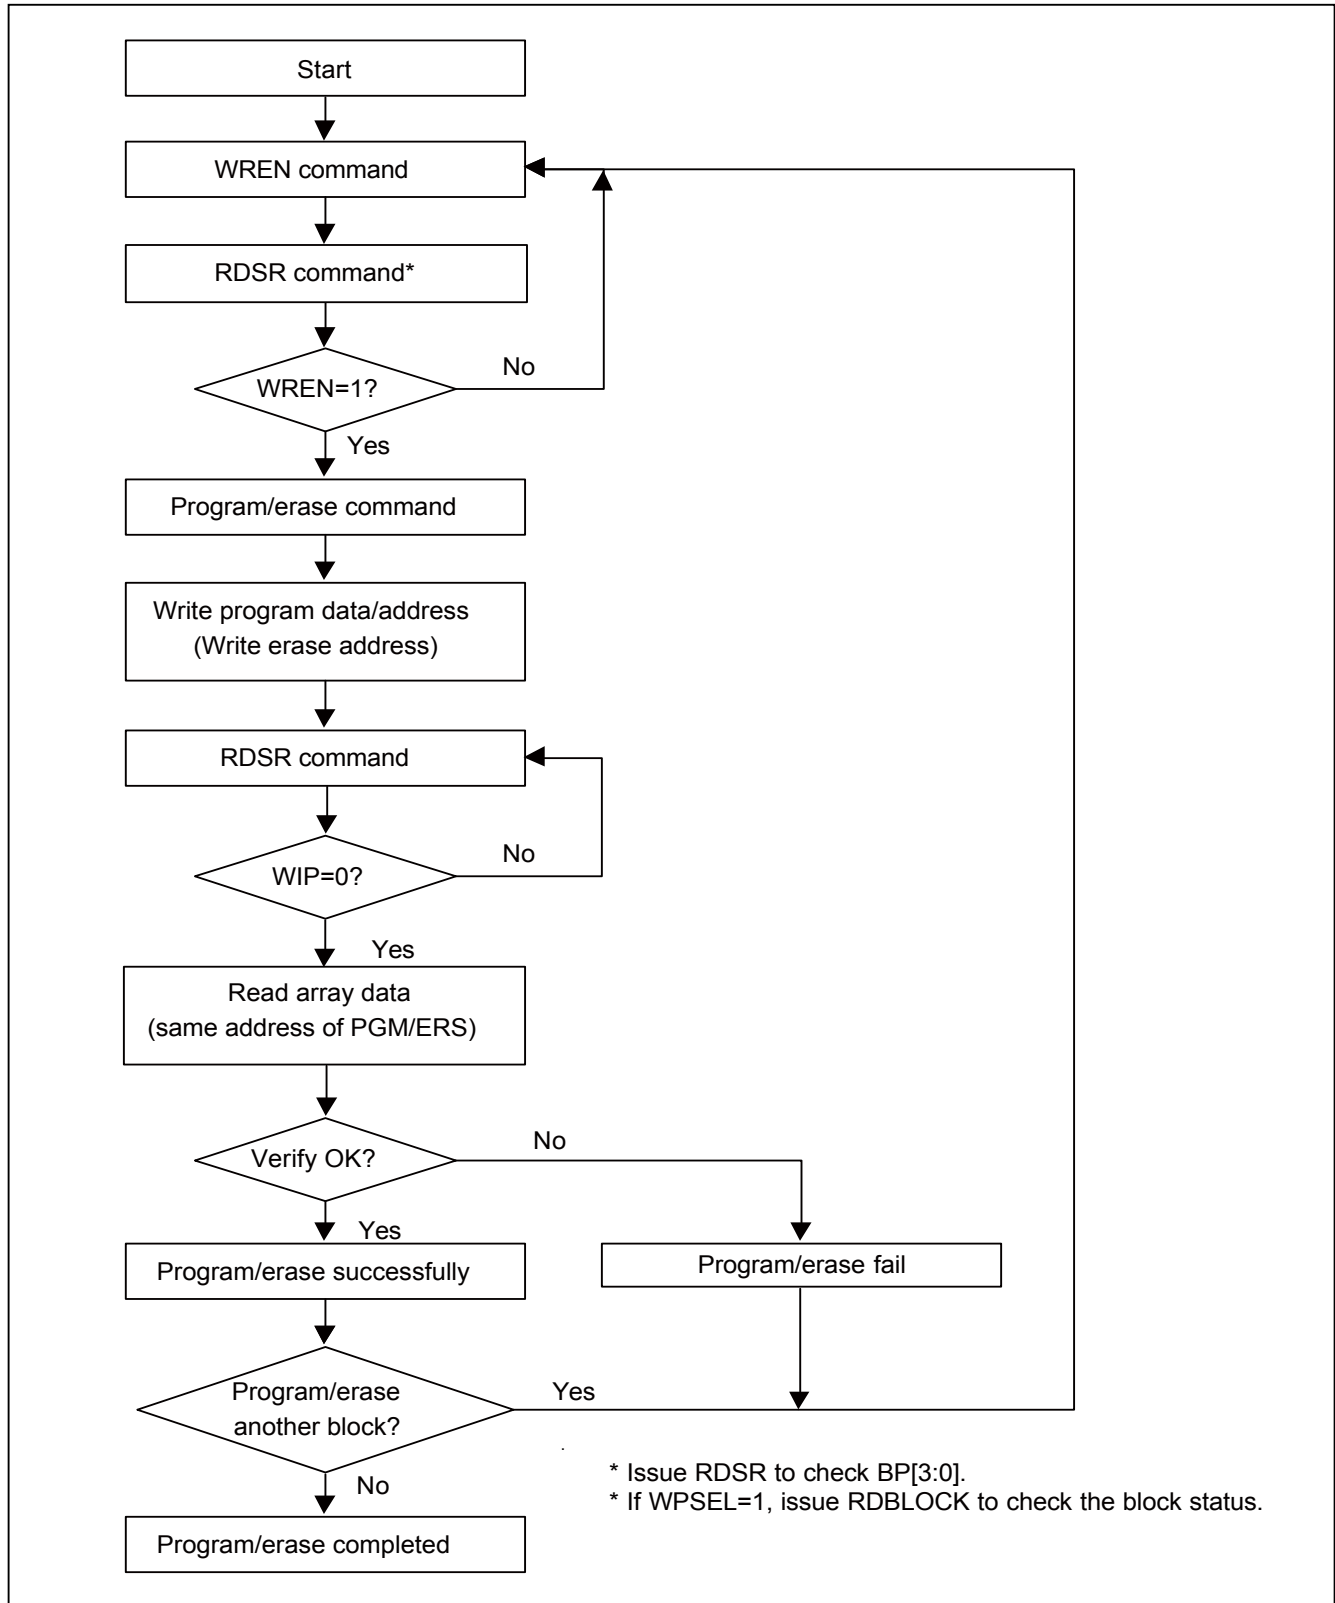 Start
WREN command
RDSR command*
WREN=1?
No
Yes
Program/erase command
Write program data/address
(Write erase address)
RDSR command
WIP=0?
No
Yes
Read array data
(same address of PGM/ERS)
Verify OK?
No
Yes
Program/erase successfully
Program/erase fail
Program/erase
another block?
Yes
No
* Issue RDSR to check BP[3:0].
* If WPSEL=1, issue RDBLOCK to check the block status.
Program/erase completed